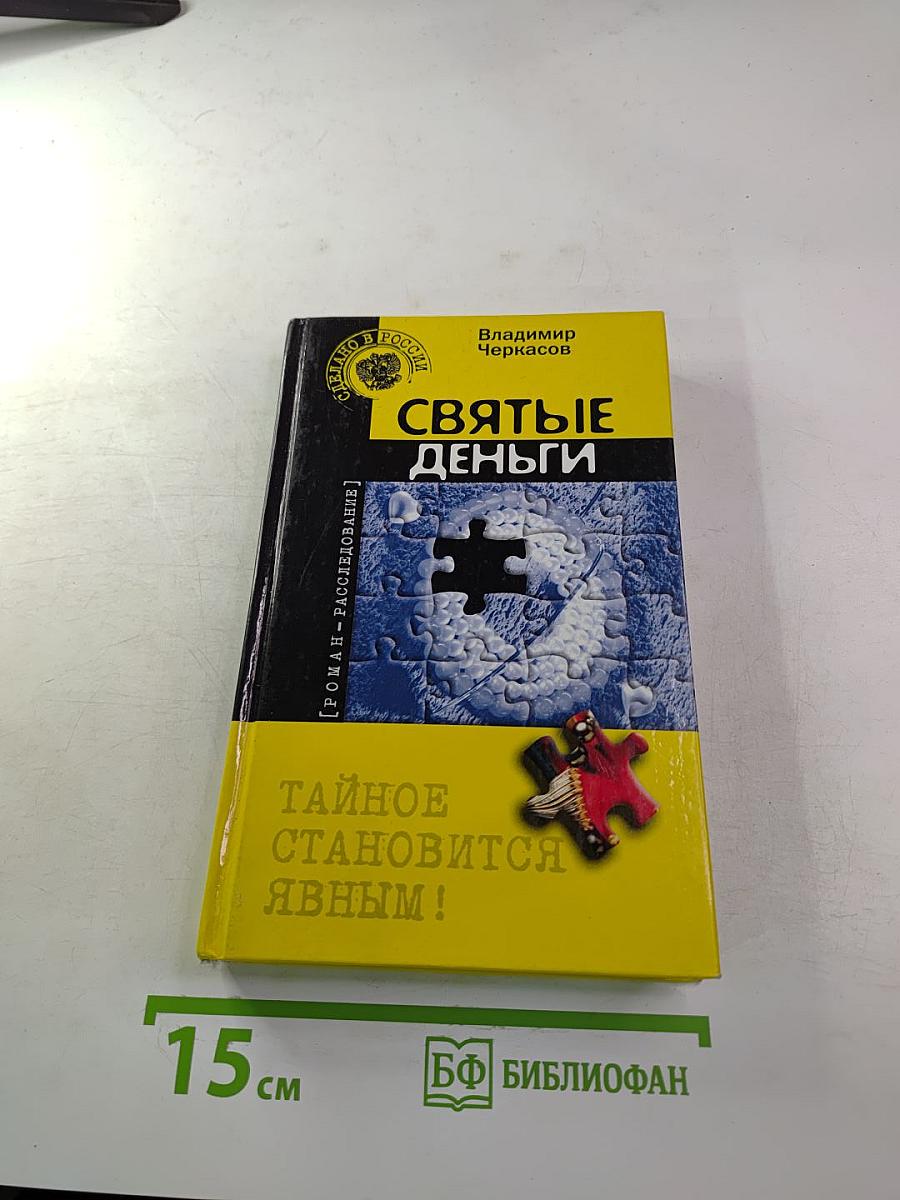 СДЕЛАНО В РОССИИ
Владимир
Черкасов
СВЯТЫЕ
ДЕНЬГИ
[РОМАН-РАССЛЕДОВАНИЕ]
ТАЙНОЕ
СТАНОВИТСЯ
ЯВНЫМ!
15 см
БФ БИБЛИОФАН